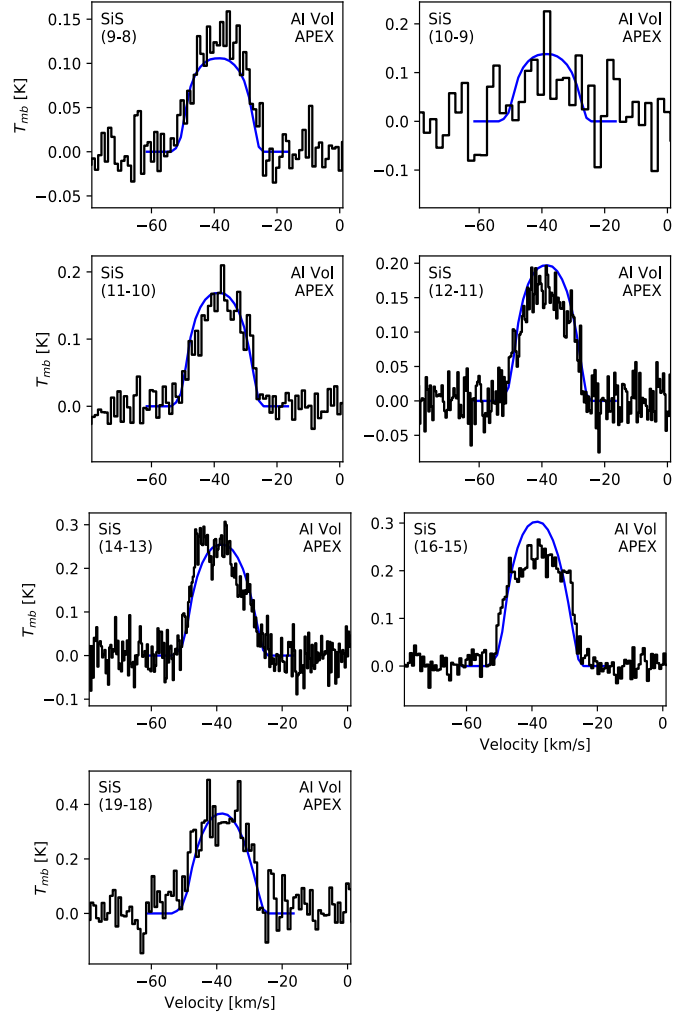 SiS
(9-8)
AI Vol
APEX
T_mb [K]
0.15
0.10
0.05
0.00
−0.05
−60 −40 −20 0
SiS
(10-9)
AI Vol
APEX
0.2
0.1
0.0
−0.1
−60 −40 −20 0
SiS
(11-10)
AI Vol
APEX
T_mb [K]
0.2
0.1
0.0
−60 −40 −20 0
SiS
(12-11)
AI Vol
APEX
0.20
0.15
0.10
0.05
0.00
−0.05
−60 −40 −20 0
SiS
(14-13)
AI Vol
APEX
T_mb [K]
0.3
0.2
0.1
0.0
−0.1
−60 −40 −20 0
SiS
(16-15)
AI Vol
APEX
0.3
0.2
0.1
0.0
−60 −40 −20 0
Velocity [km/s]
SiS
(19-18)
AI Vol
APEX
T_mb [K]
0.4
0.2
0.0
−60 −40 −20 0
Velocity [km/s]